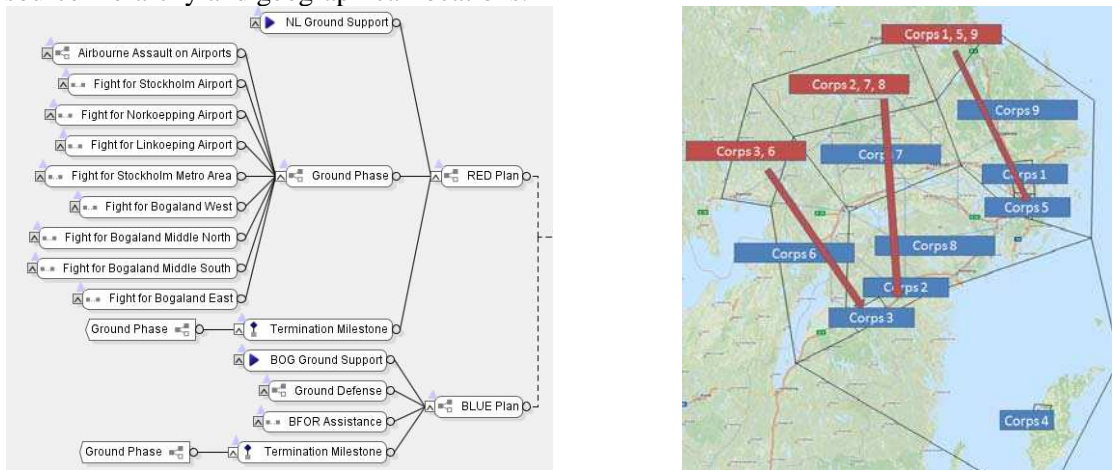 NL Ground Support
Airbourne Assault on Airports
Fight for Stockholm Airport
Fight for Norkoepping Airport
Fight for Linkoeping Airport
Fight for Stockholm Metro Area
Ground Phase
RED Plan
Fight for Bogaland West
Fight for Bogaland Middle North
Fight for Bogaland Middle South
Fight for Bogaland East
Ground Phase
Termination Milestone
BOG Ground Support
Ground Defense
BLUE Plan
BFOR Assistance
Ground Phase
Termination Milestone
Corps 1, 5, 9
Corps 2, 7, 8
Corps 9
Corps 3, 6
Corps 7
Corps 1
Corps 5
Corps 6
Corps 8
Corps 2
Corps 3
Corps 4